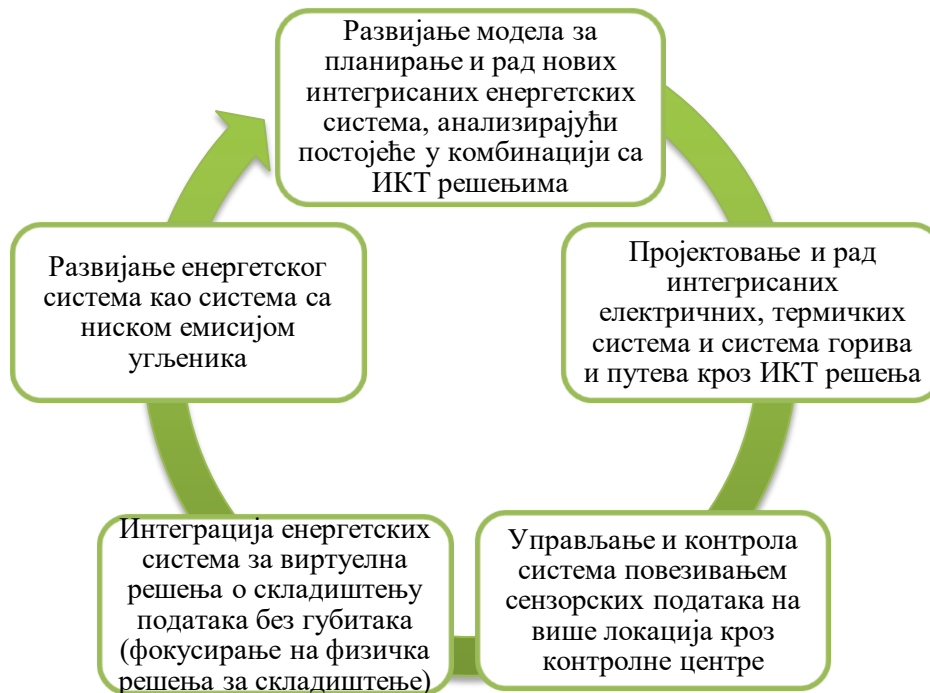 Развијање модела за
планирање и рад нових
интегрисаних енергетских
система, анализирајући
постојеће у комбинацији са
ИКТ решењима
Пројектовање и рад
интегрисаних
електричних, термичких
система и система горива
и путева кроз ИКТ решења
Управљање и контрола
система повезивањем
сензорских података на
више локација кроз
контролне центре
Интеграција енергетских
система за виртуелна
решења о складиштењу
података без губитака
(фокусирање на физичка
решења за складиштење)
Развијање енергетског
система као система са
ниском емисијом
угљеника